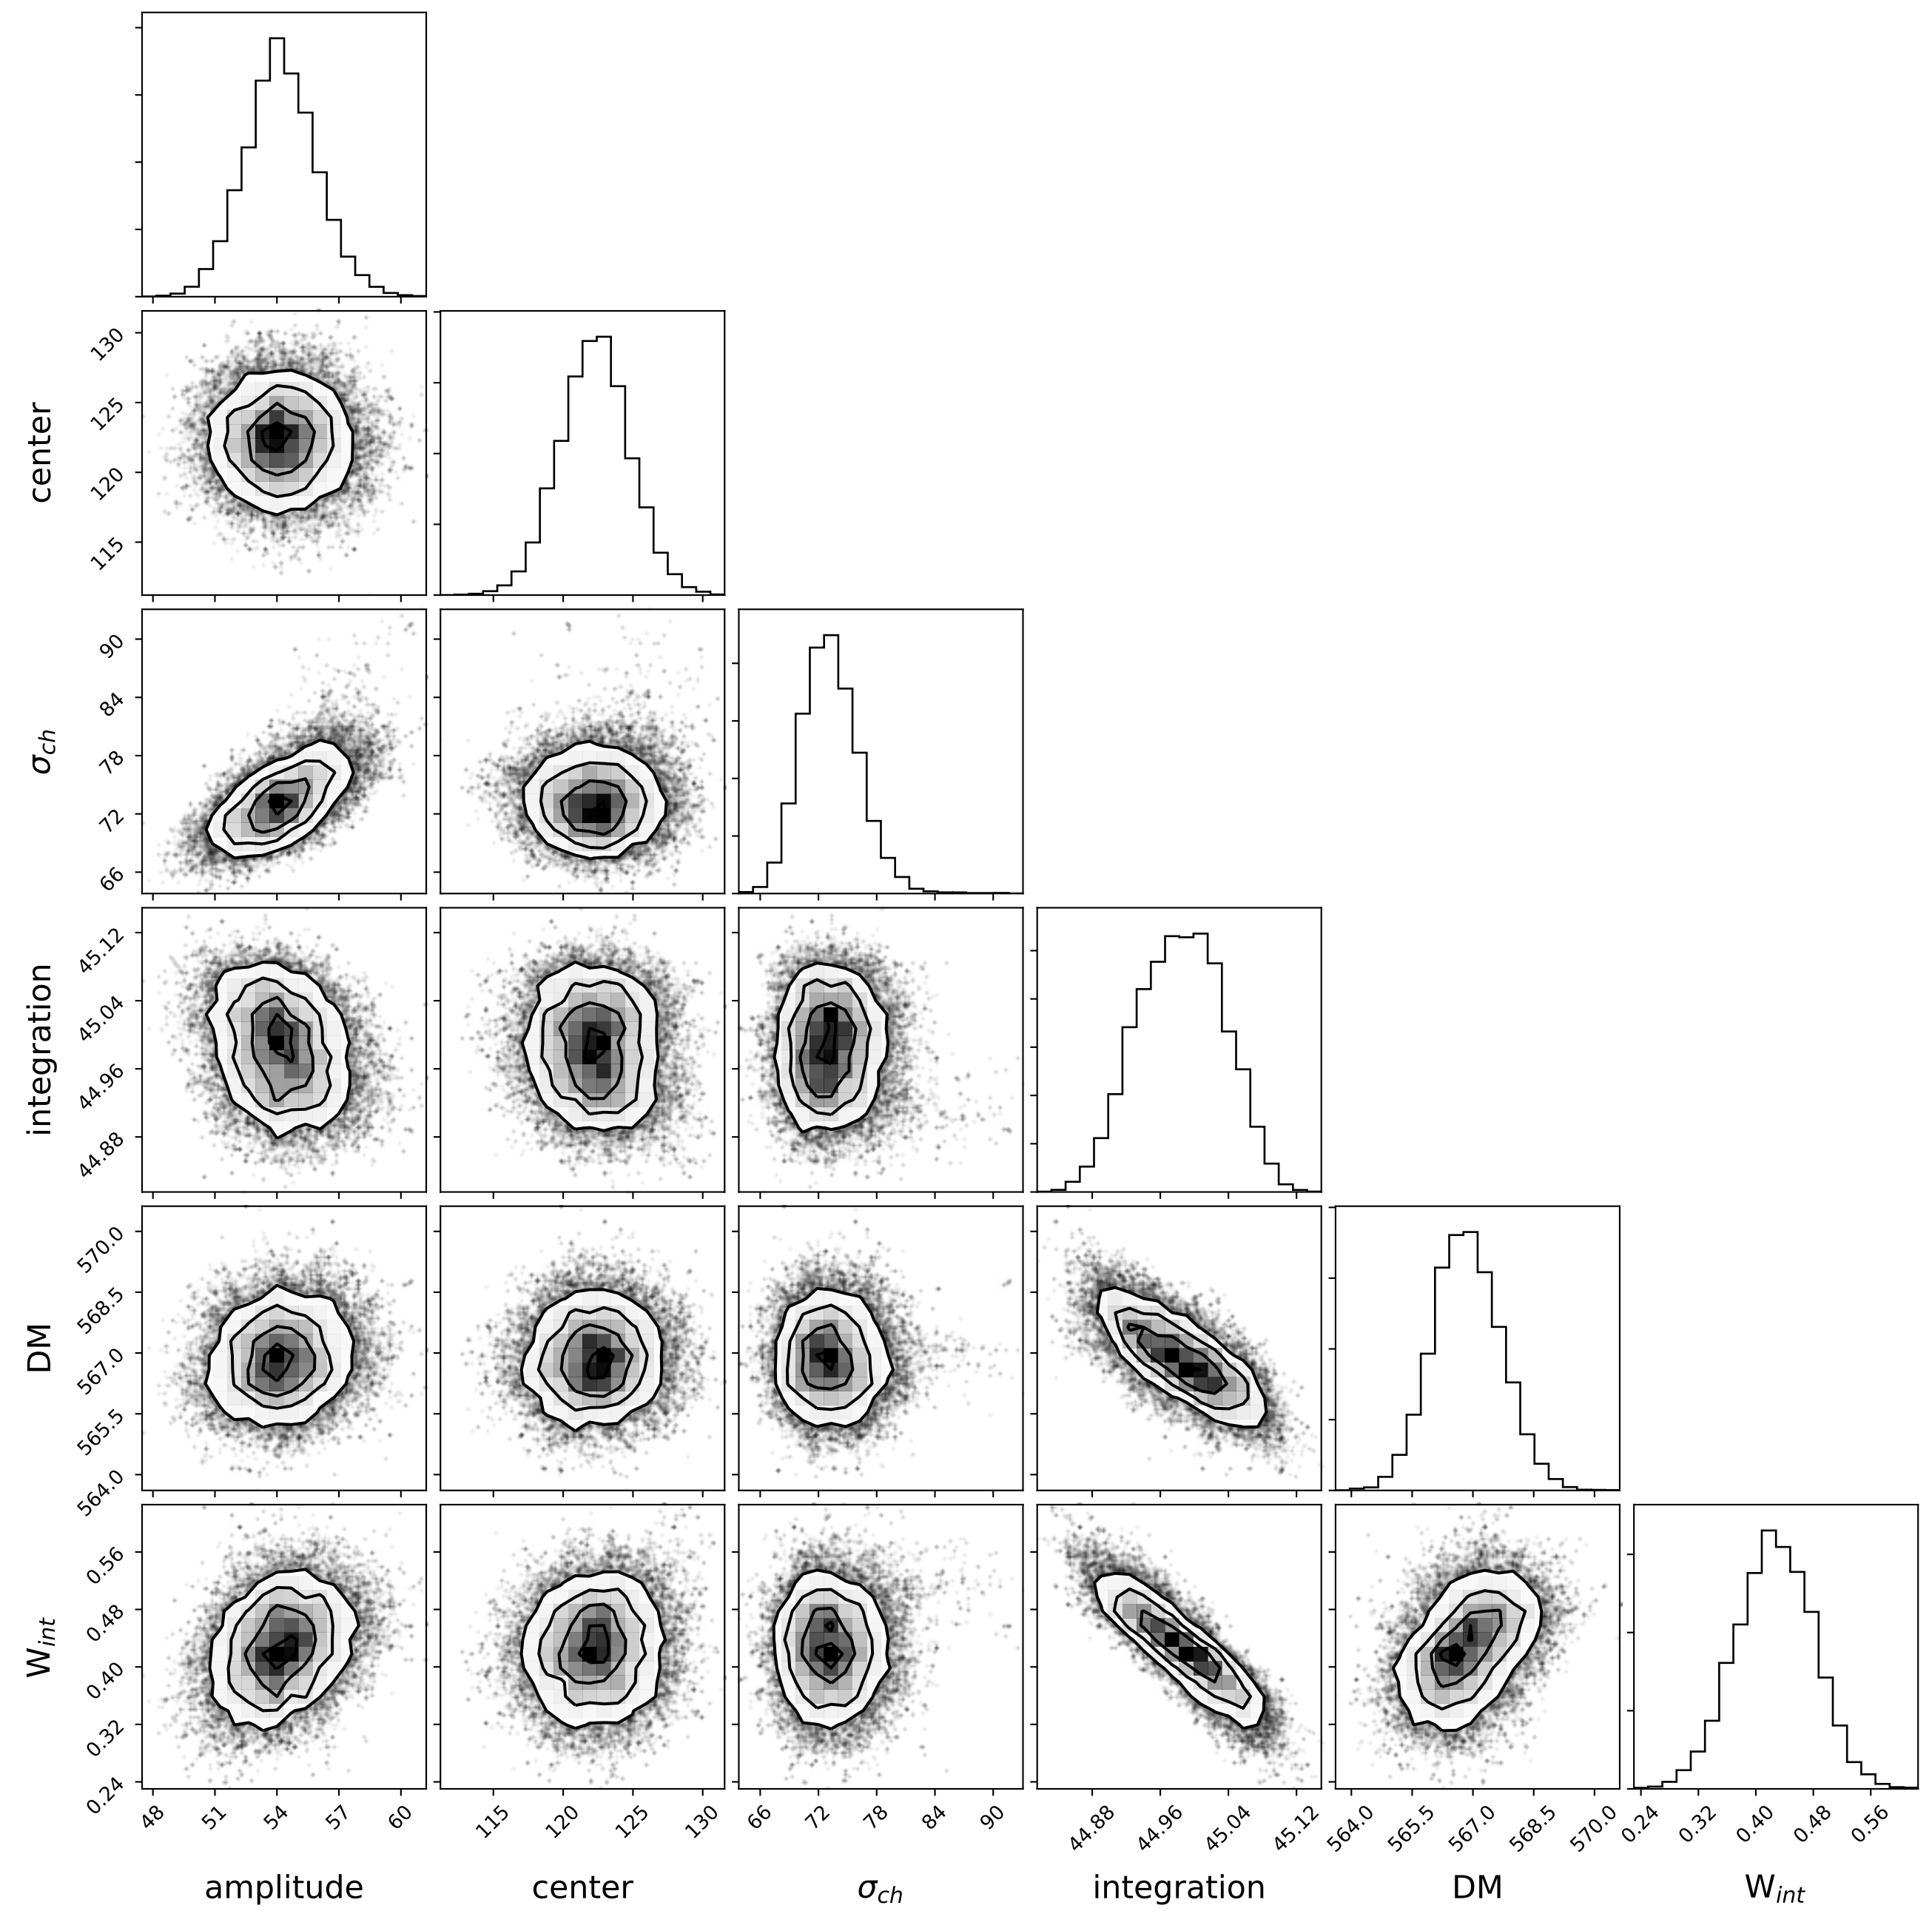 130
125
120
115
center
90
84
78
72
66
σch
45.12
45.04
44.96
44.88
integration
570.0
568.5
567.0
565.5
564.0
DM
0.56
0.48
0.40
0.32
0.24
Wint
48 51 54 57 60
115 120 125 130
66 72 78 84 90
44.88 44.96 45.04 45.12
564.0 565.5 567.0 568.5 570.0
0.24 0.32 0.40 0.48 0.56
amplitude center σch integration DM Wint